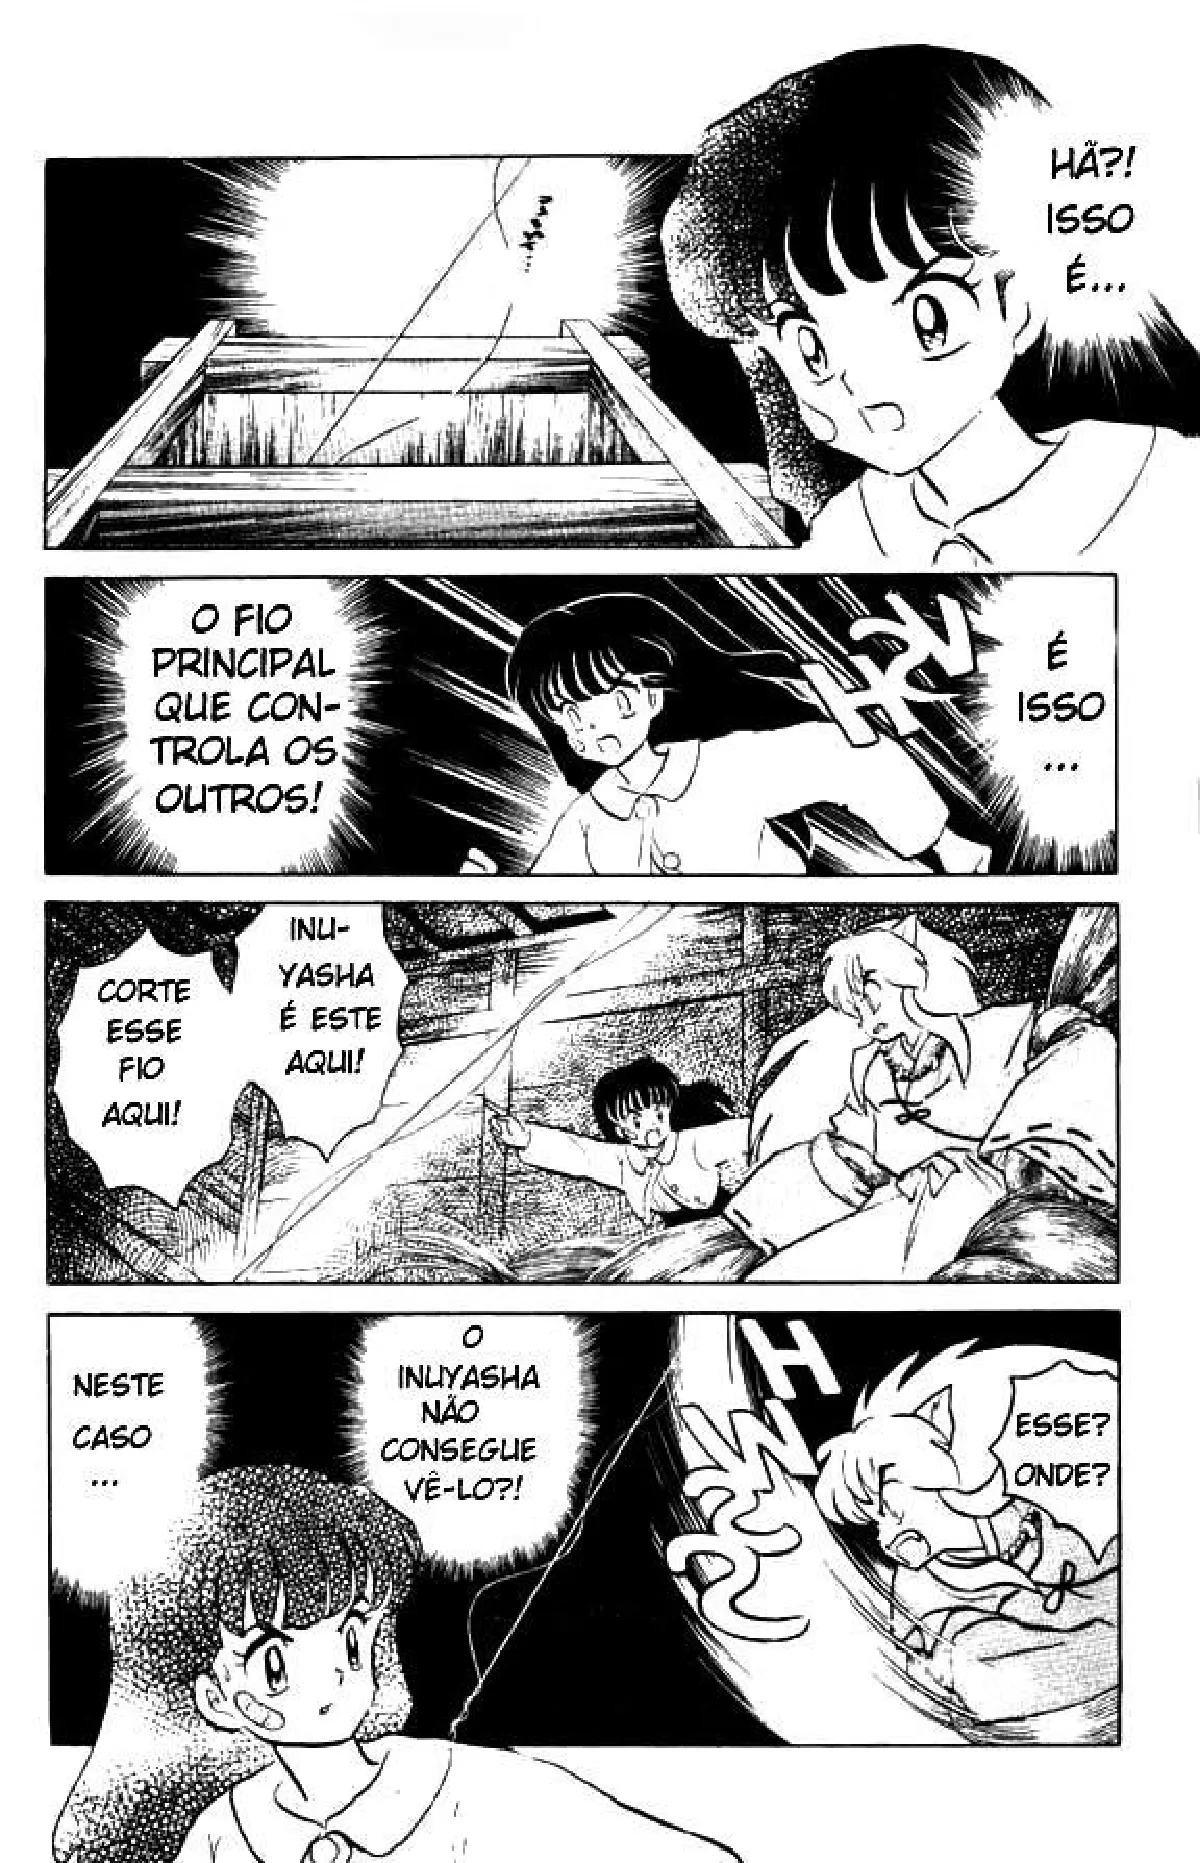 HÃ?!
ISSO
É...
É
ISSO
...
O FIO
PRINCIPAL
QUE CON-
TROLA OS
OUTROS!
INU-
YASHA
É ESTE
AQUI!
CORTE
ESSE
FIO
AQUI!
ESSE?
ONDE?
O
INUYASHA
NÃO
CONSEGUE
VÊ-LO?!
NESTE
CASO
...